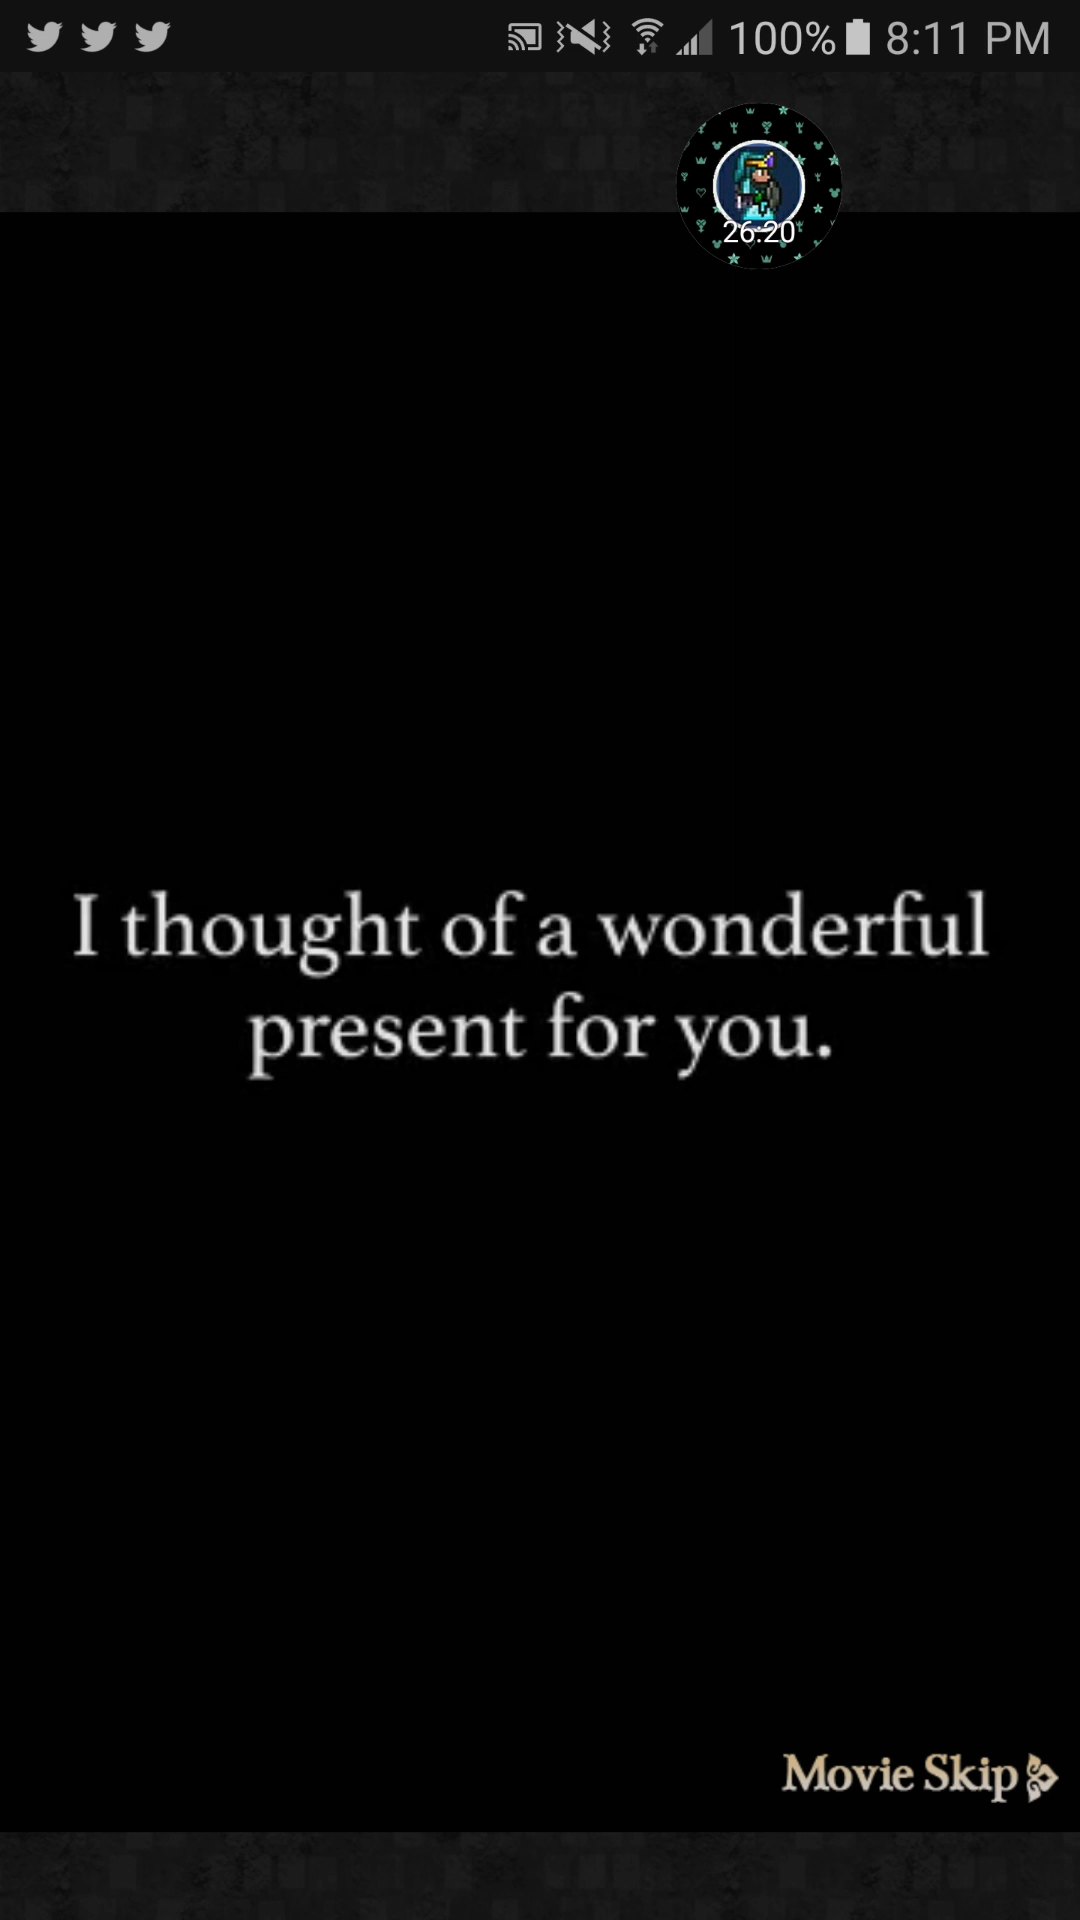 100% 8:11 PM
26:20
I thought of a wonderful
present for you.
Movie Skip